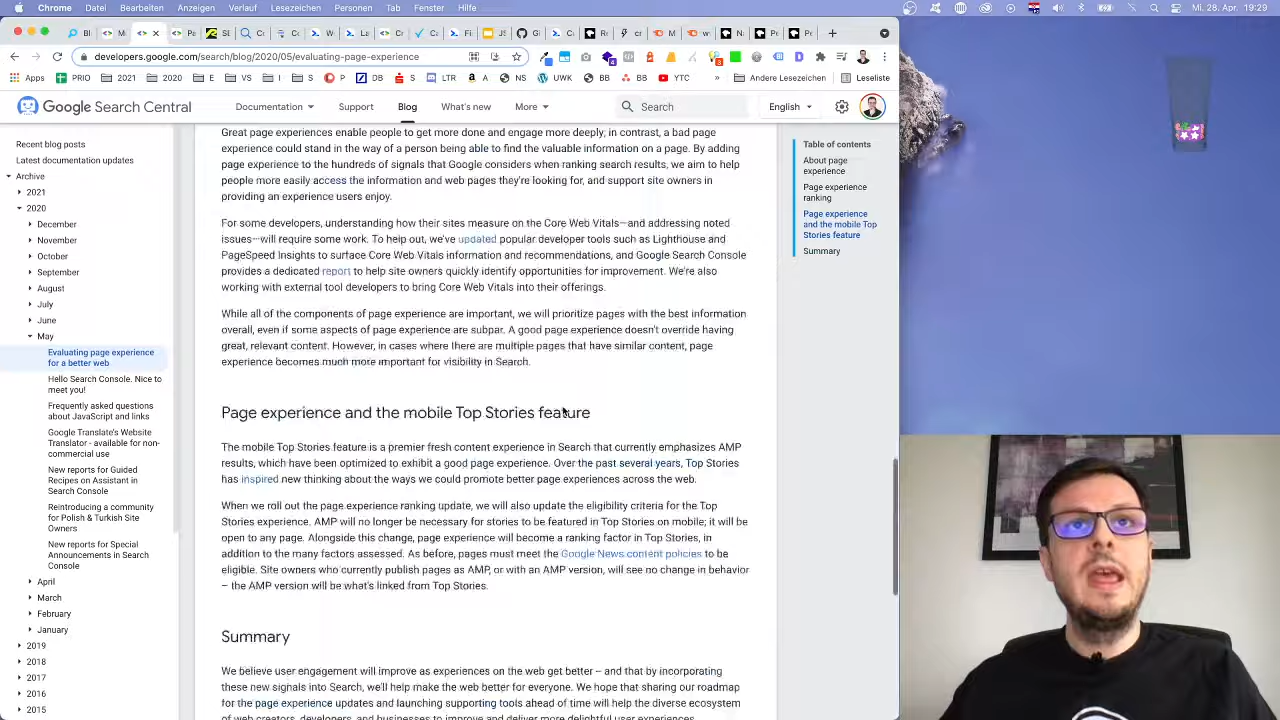 Chrome Datei Bearbeiten Anzeigen Verlauf Lesezeichen Personen Tab Fenster Hilfe Mi. 28. Apr. 19:20
developers.google.com/search/blog/2020/05/evaluating-page-experience
Apps PRIO 2021 2020 S P DB S LTR A NS UWK BB BB YTC » Andere Lesezeichen Leseliste
Google Search Central Documentation Support Blog What's new More Search English
Recent blog posts
Latest documentation updates
Archive
2021
2020
December
November
October
September
August
July
June
May
Evaluating page experience
for a better web
Hello Search Console. Nice to
meet you!
Frequently asked questions
about JavaScript and links
Google Translate's Website
Translator - available for non-
commercial use
New reports for Guided
Recipes on Assistant in
Search Console
Reintroducing a community
for Polish & Turkish Site
Owners
New reports for Special
Announcements in Search
Console
April
March
February
January
2019
2018
2017
2016
2015
Great page experiences enable people to get more done and engage more deeply; in contrast, a bad page
experience could stand in the way of a person being able to find the valuable information on a page. By adding
page experience to the hundreds of signals that Google considers when ranking search results, we aim to help
people more easily access the information and web pages they're looking for, and support site owners in
providing an experience users enjoy.
For some developers, understanding how their sites measure on the Core Web Vitals—and addressing noted
issues—will require some work. To help out, we've updated popular developer tools such as Lighthouse and
PageSpeed Insights to surface Core Web Vitals information and recommendations, and Google Search Console
provides a dedicated report to help site owners quickly identify opportunities for improvement. We're also
working with external tool developers to bring Core Web Vitals into their offerings.
While all of the components of page experience are important, we will prioritize pages with the best information
overall, even if some aspects of page experience are subpar. A good page experience doesn't override having
great, relevant content. However, in cases where there are multiple pages that have similar content, page
experience becomes much more important for visibility in Search.
Page experience and the mobile Top Stories feature
The mobile Top Stories feature is a premier fresh content experience in Search that currently emphasizes AMP
results, which have been optimized to exhibit a good page experience. Over the past several years, Top Stories
has inspired new thinking about the ways we could promote better page experiences across the web.
When we roll out the page experience ranking update, we will also update the eligibility criteria for the Top
Stories experience. AMP will no longer be necessary for stories to be featured in Top Stories on mobile; it will be
open to any page. Alongside this change, page experience will become a ranking factor in Top Stories, in
addition to the many factors assessed. As before, pages must meet the Google News content policies to be
eligible. Site owners who currently publish pages as AMP, or with an AMP version, will see no change in behavior
– the AMP version will be what's linked from Top Stories.
Summary
We believe user engagement will improve as experiences on the web get better – and that by incorporating
these new signals into Search, we'll help make the web better for everyone. We hope that sharing our roadmap
for the page experience updates and launching supporting tools ahead of time will help the diverse ecosystem
of web creators, developers, and businesses to improve and deliver more delightful user experiences.
Table of contents
About page
experience
Page experience
ranking
Page experience
and the mobile Top
Stories feature
Summary